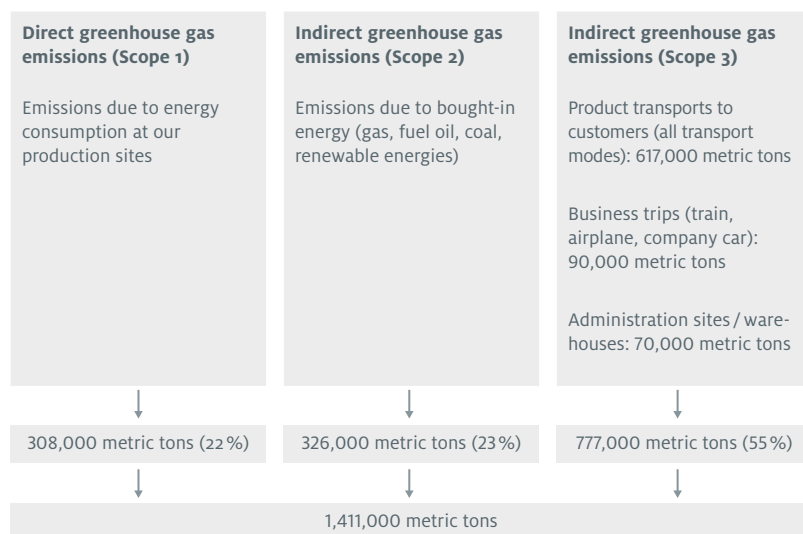 Direct greenhouse gas
emissions (Scope 1)
Emissions due to energy
consumption at our
production sites
308,000 metric tons (22 %)
Indirect greenhouse gas
emissions (Scope 2)
Emissions due to bought-in
energy (gas, fuel oil, coal,
renewable energies)
326,000 metric tons (23 %)
Indirect greenhouse gas
emissions (Scope 3)
Product transports to
customers (all transport
modes): 617,000 metric tons
Business trips (train,
airplane, company car):
90,000 metric tons
Administration sites / ware-
houses: 70,000 metric tons
777,000 metric tons (55 %)
1,411,000 metric tons